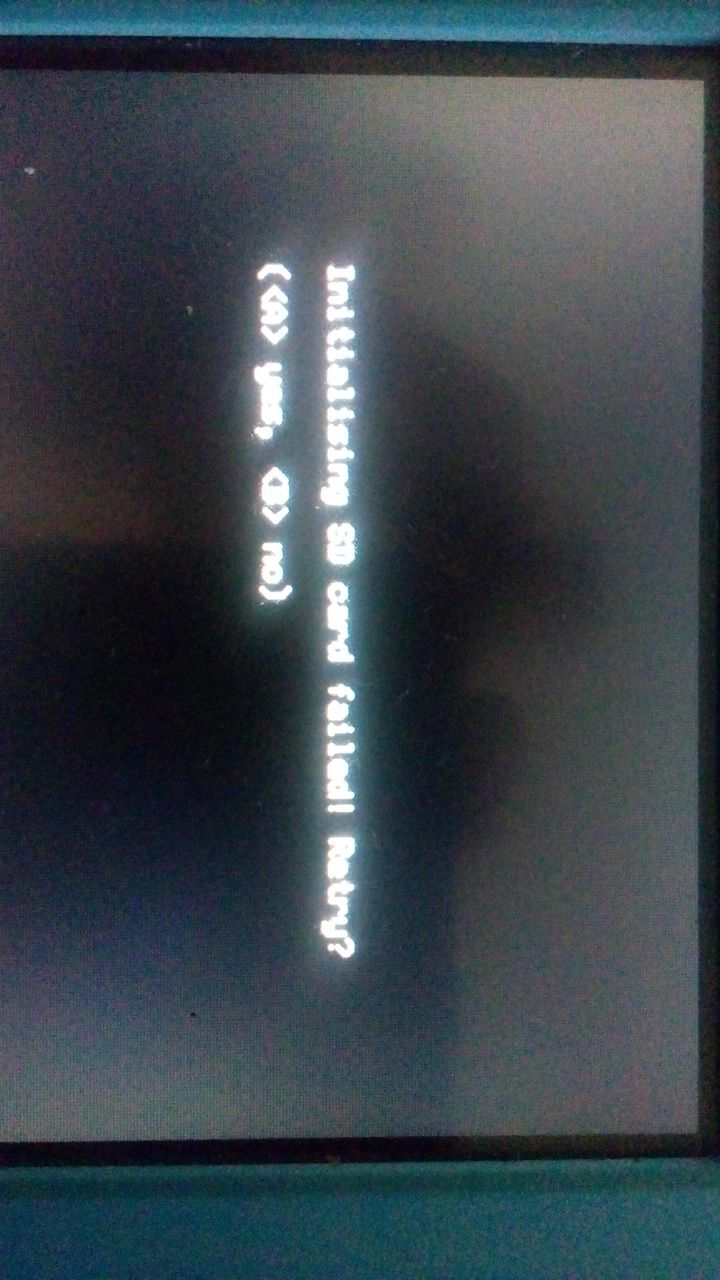 Initialising SD card failed! Retry?
(<A> yes, <B> no)